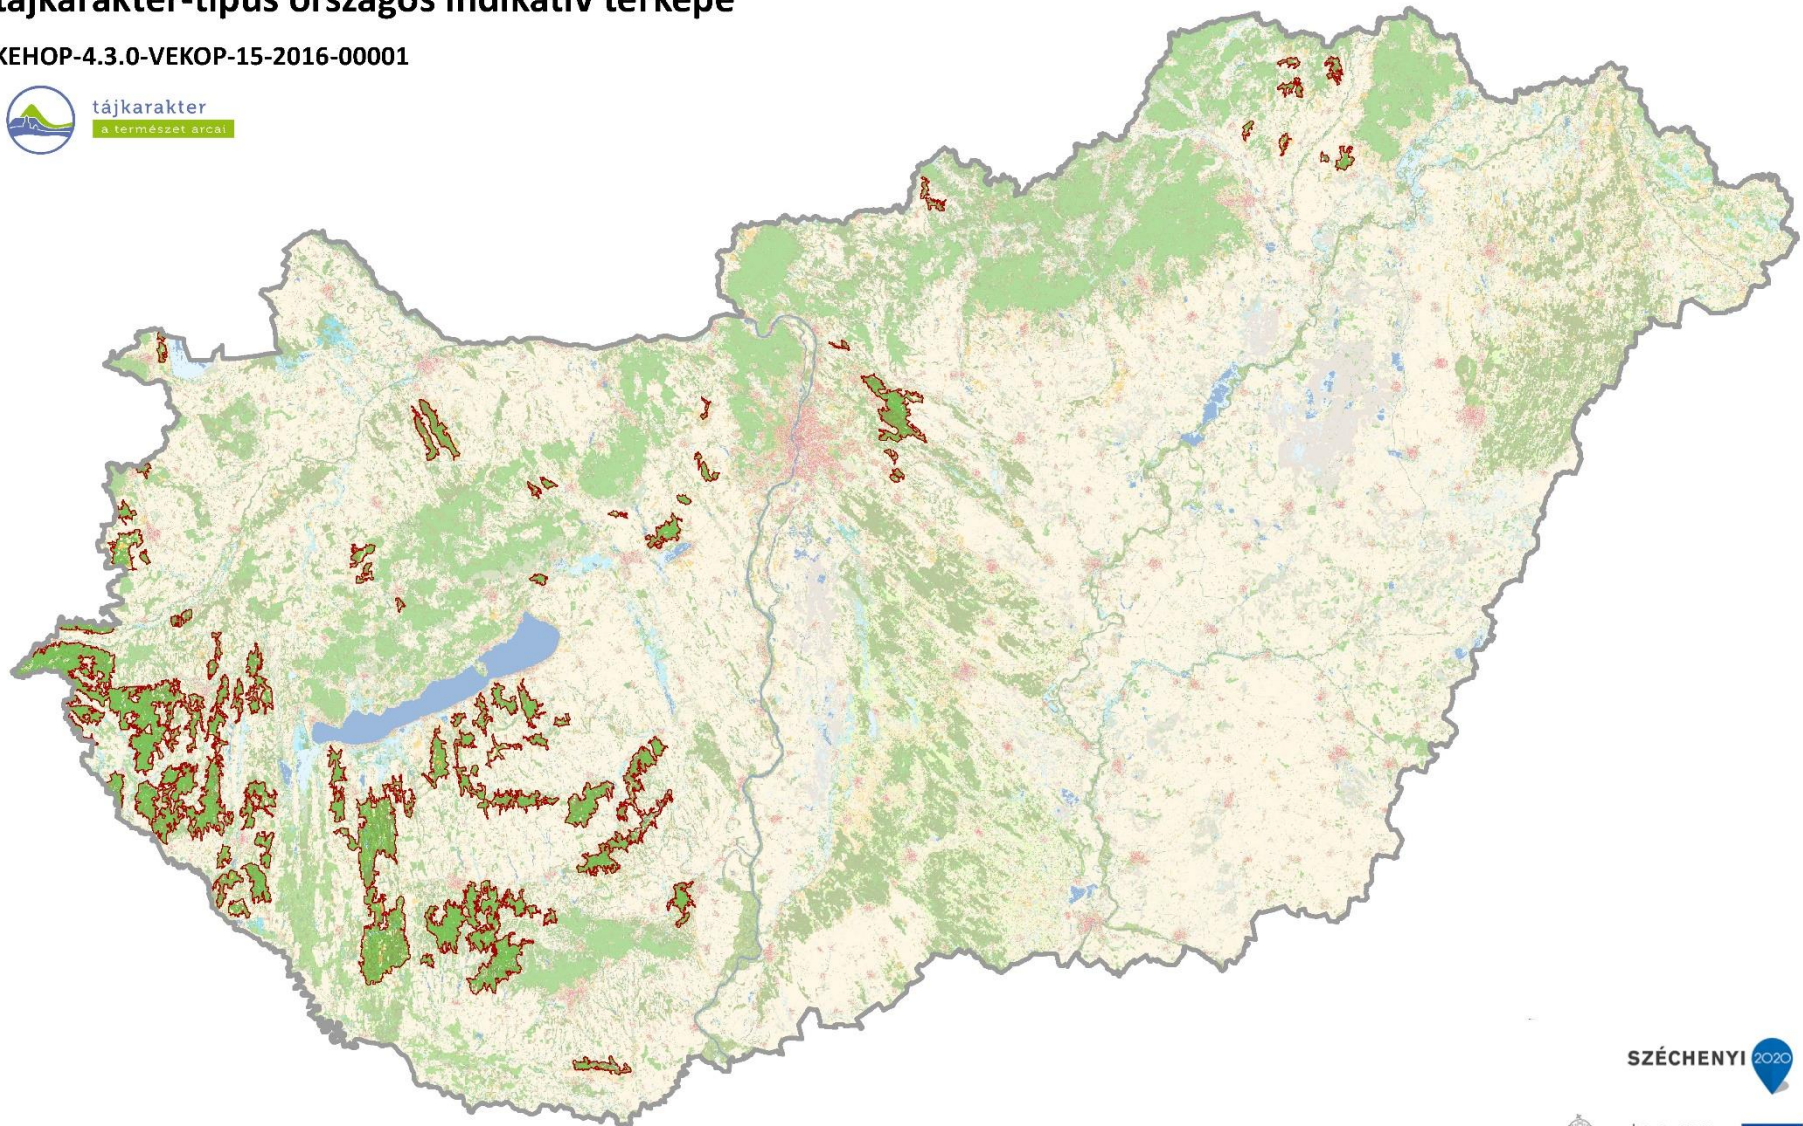 tájkarakter-típus országos indikatív térképe
KEHOP-4.3.0-VEKOP-15-2016-00001
tájkarakter
a természet arcai
SZÉCHENYI 2020